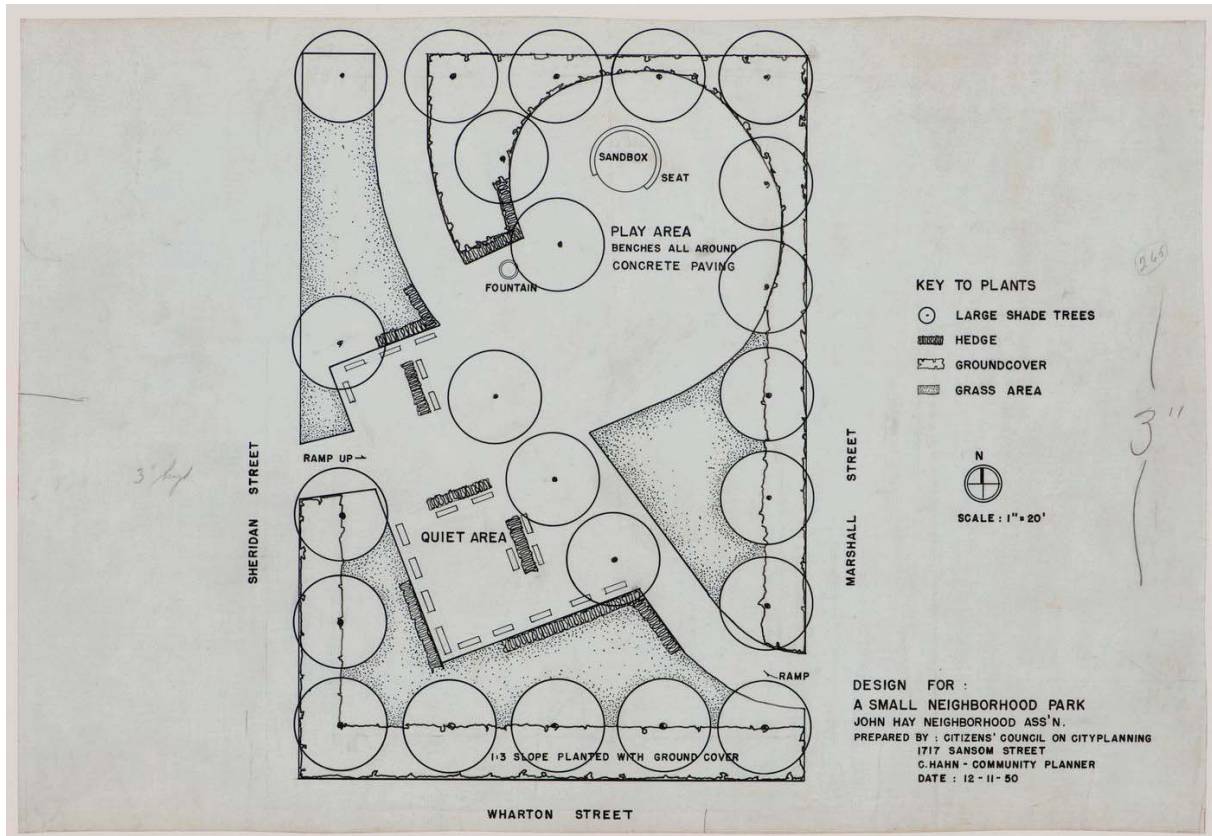 SANDBOX
SEAT
PLAY AREA
BENCHES ALL AROUND
CONCRETE PAVING
FOUNTAIN
KEY TO PLANTS
LARGE SHADE TREES
HEDGE
GROUNDCOVER
GRASS AREA
N
SCALE : 1" = 20'
265
3"
RAMP UP
SHERIDAN STREET
MARSHALL STREET
QUIET AREA
RAMP
1:3 SLOPE PLANTED WITH GROUND COVER
WHARTON STREET
DESIGN FOR :
A SMALL NEIGHBORHOOD PARK
JOHN HAY NEIGHBORHOOD ASS'N.
PREPARED BY : CITIZENS' COUNCIL ON CITYPLANNING
1717 SANSOM STREET
C. HAHN - COMMUNITY PLANNER
DATE : 12 - 11 - 50